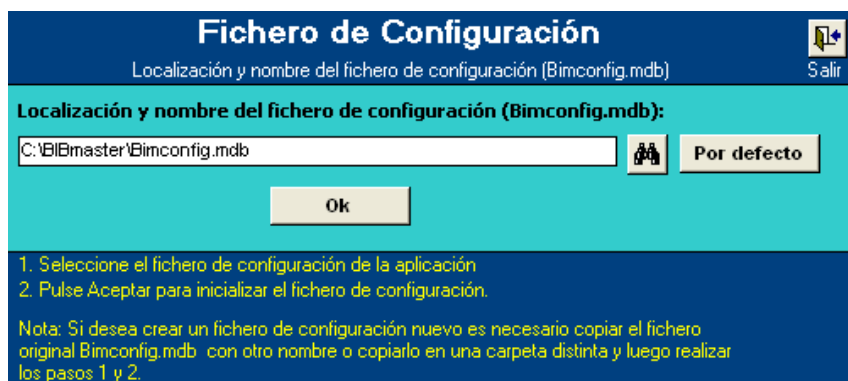 Fichero de Configuración
Localización y nombre del fichero de configuración (Bimconfig.mdb)
Salir
Localización y nombre del fichero de configuración (Bimconfig.mdb):
C:\BIBmaster\Bimconfig.mdb
Por defecto
Ok
1. Seleccione el fichero de configuración de la aplicación
2. Pulse Aceptar para inicializar el fichero de configuración.
Nota: Si desea crear un fichero de configuración nuevo es necesario copiar el fichero
original Bimconfig.mdb con otro nombre o copiarlo en una carpeta distinta y luego realizar
los pasos 1 y 2.